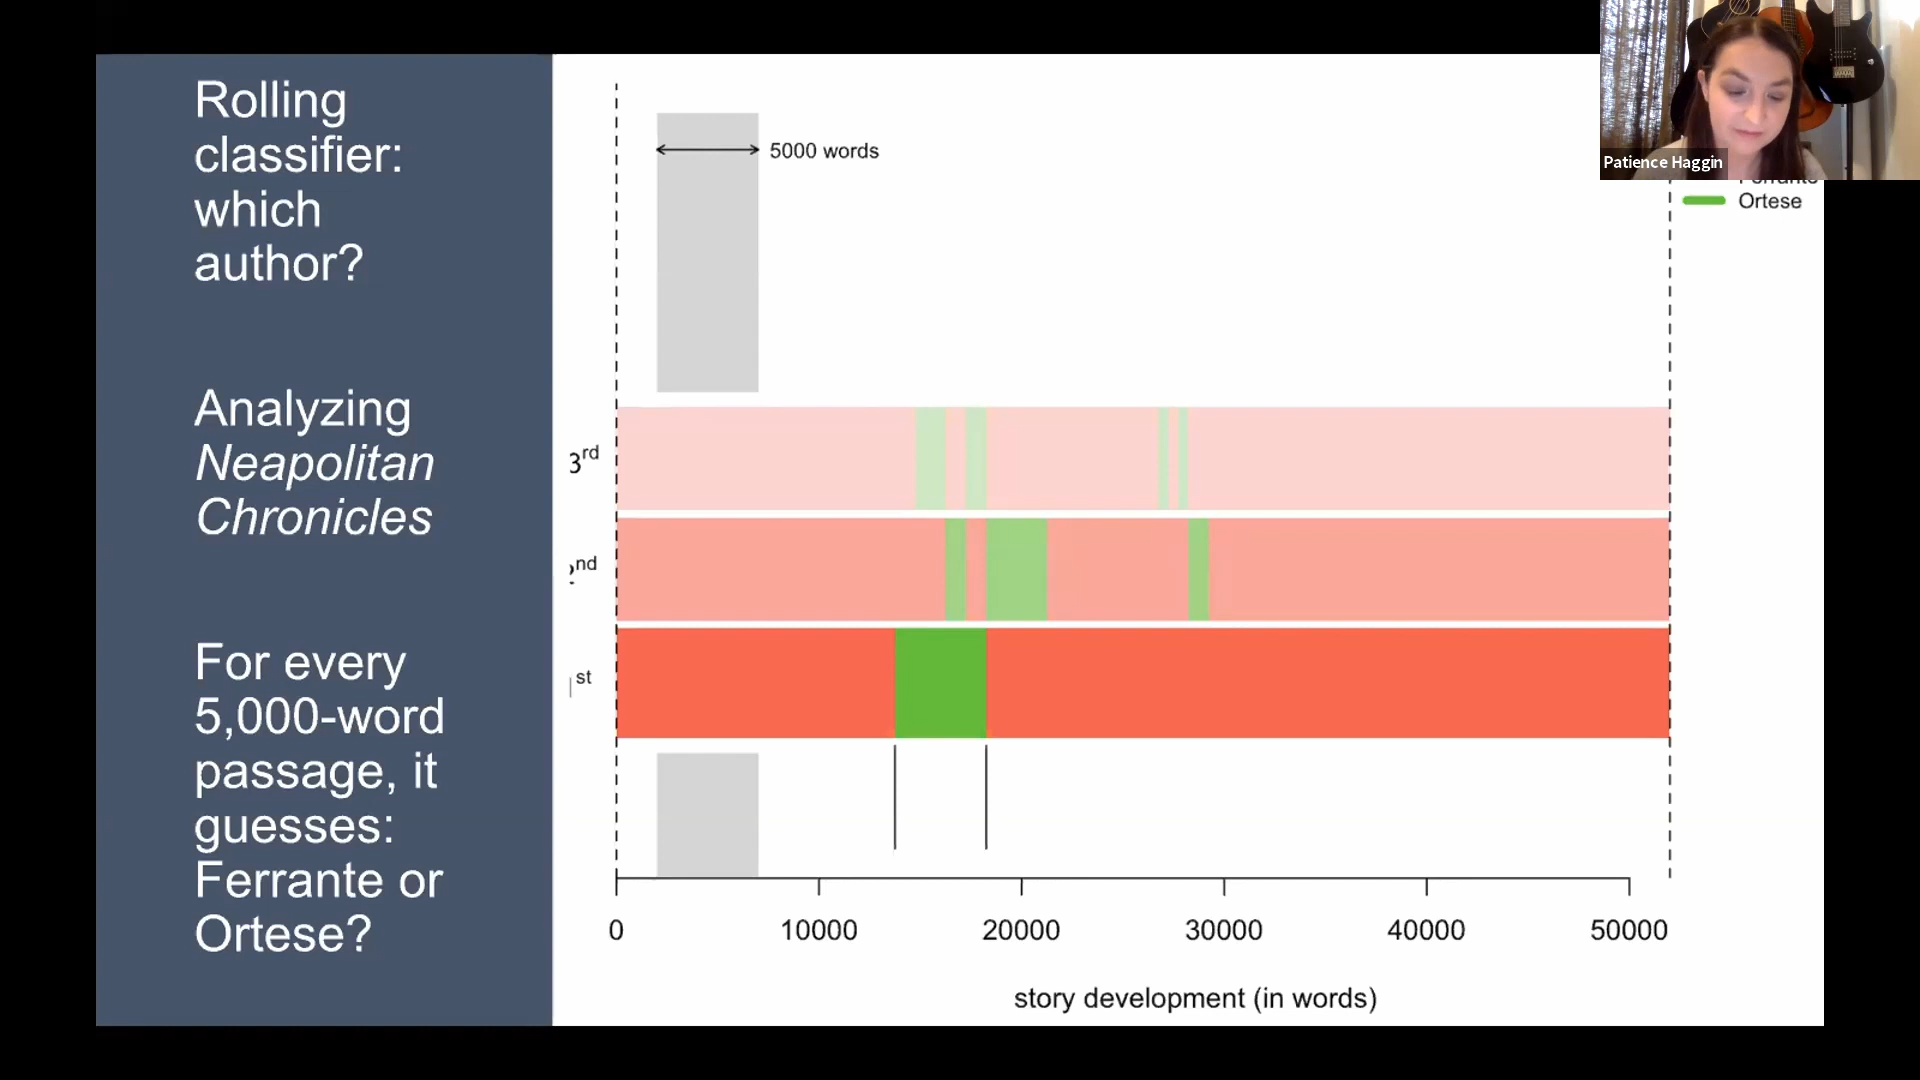 Rolling
classifier:
which
author?
Analyzing
Neapolitan
Chronicles
For every
5,000-word
passage, it
guesses:
Ferrante or
Ortese?
5000 words
Patience Haggin
Ferrante
Ortese
3rd
nd
st
0 10000 20000 30000 40000 50000
story development (in words)